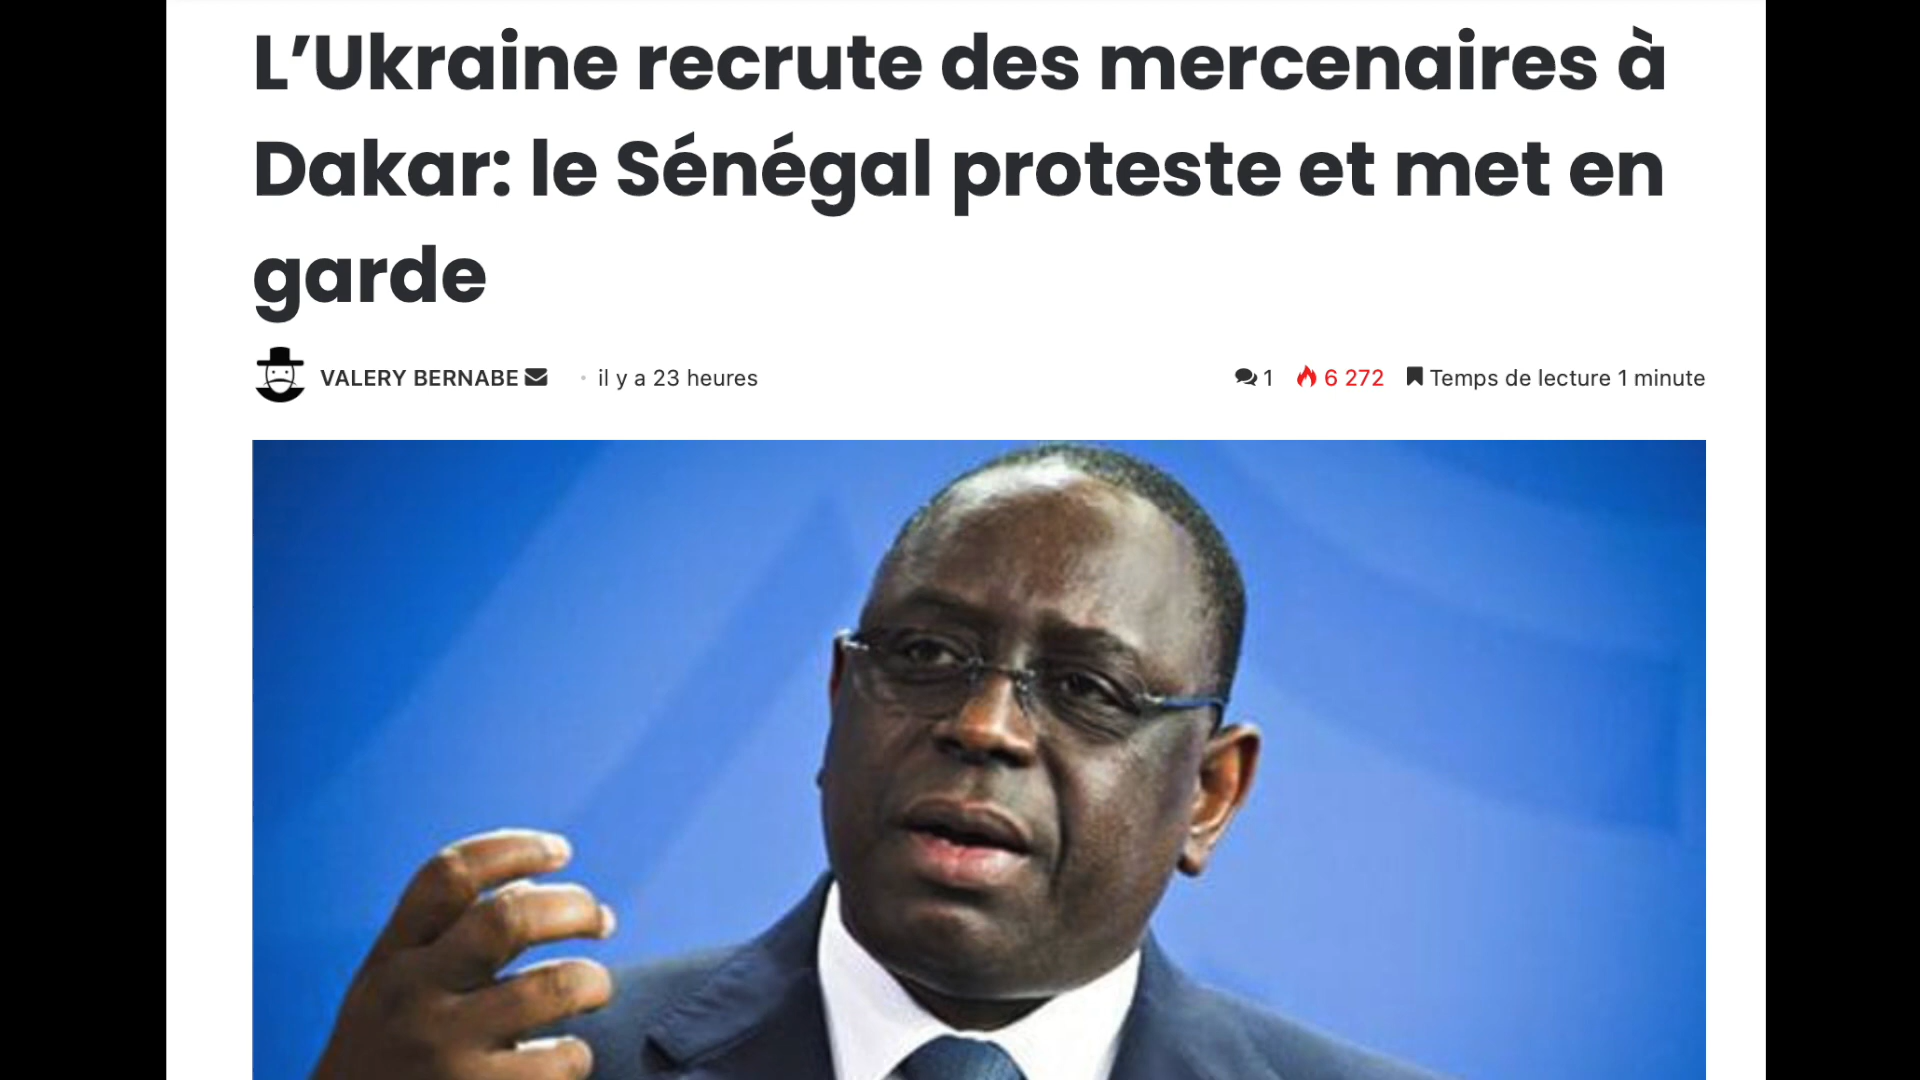 L’Ukraine recrute des mercenaires à
Dakar: le Sénégal proteste et met en
garde
VALERY BERNABE · il y a 23 heures 1 6 272 Temps de lecture 1 minute